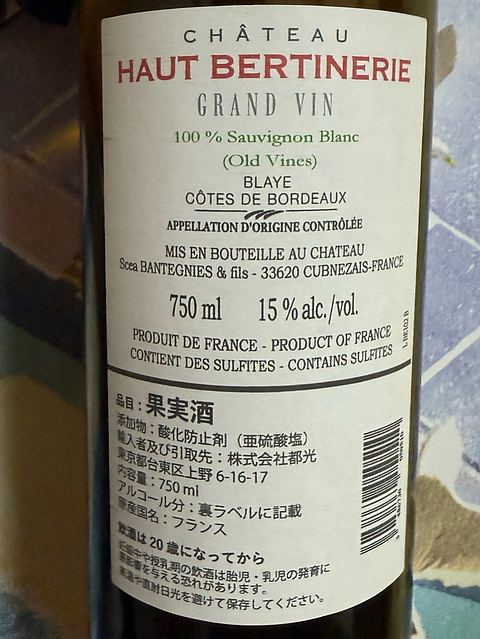 CHÂTEAU
HAUT BERTINERIE
GRAND VIN
100 % Sauvignon Blanc
(Old Vines)
BLAYE
CÔTES DE BORDEAUX
APPELLATION D'ORIGINE CONTRÔLÉE
MIS EN BOUTEILLE AU CHATEAU
Scea BANTEGNIES & fils - 33620 CUBNEZAIS-FRANCE
750 ml 15 % alc./vol.
PRODUIT DE FRANCE - PRODUCT OF FRANCE
CONTIENT DES SULFITES - CONTAINS SULFITES
品目：果実酒
添加物：酸化防止剤（亜硫酸塩）
輸入者及び引取先：株式会社都光
東京都台東区上野 6-16-17
内容量：750 ml
アルコール分：裏ラベルに記載
原産国名：フランス
飲酒は20歳になってから
妊娠中や授乳期の飲酒は胎児・乳児の発育に
悪影響を与える恐れがあります。
高温や直射日光を避けて保存してください。